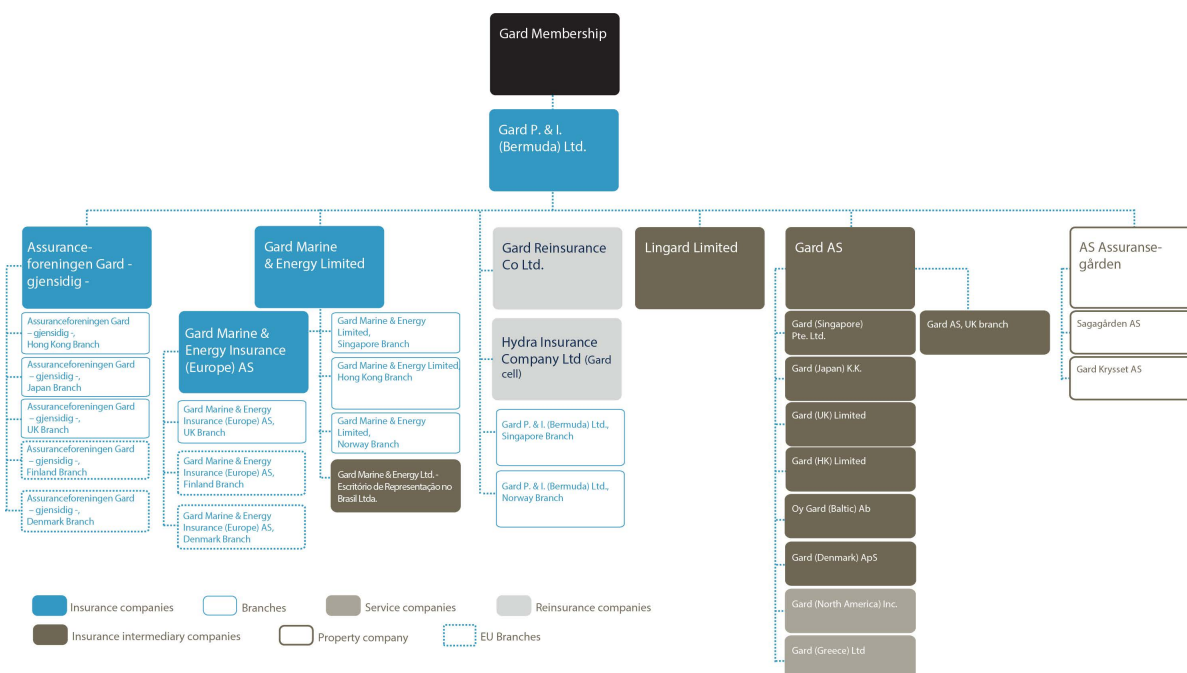 Gard Membership
Gard P. & I.
(Bermuda) Ltd.
Assurance-
foreningen Gard -
gjensidig -
Assuranceforeningen Gard
– gjensidig -,
Hong Kong Branch
Assuranceforeningen Gard
– gjensidig -,
Japan Branch
Assuranceforeningen Gard
– gjensidig -,
UK Branch
Assuranceforeningen Gard
– gjensidig -,
Finland Branch
Assuranceforeningen Gard
– gjensidig -,
Denmark Branch
Gard Marine
& Energy Limited
Gard Marine &
Energy Insurance
(Europe) AS
Gard Marine & Energy
Insurance (Europe) AS,
UK Branch
Gard Marine & Energy
Insurance (Europe) AS,
Finland Branch
Gard Marine & Energy
Insurance (Europe) AS,
Denmark Branch
Gard Marine & Energy
Limited,
Singapore Branch
Gard Marine & Energy Limited,
Hong Kong Branch
Gard Marine & Energy
Limited,
Norway Branch
Gard Marine & Energy Ltd. -
Escritório de Representação no
Brasil Ltda.
Gard Reinsurance
Co Ltd.
Hydra Insurance
Company Ltd (Gard
cell)
Gard P. & I. (Bermuda) Ltd.,
Singapore Branch
Gard P. & I. (Bermuda) Ltd.,
Norway Branch
Lingard Limited
Gard AS
Gard (Singapore)
Pte. Ltd.
Gard (Japan) K.K.
Gard (UK) Limited
Gard (HK) Limited
Oy Gard (Baltic) Ab
Gard (Denmark) ApS
Gard (North America) Inc.
Gard (Greece) Ltd
Gard AS, UK branch
AS Assuranse-
gården
Sagagården AS
Gard Krysset AS
Insurance companies
Branches
Service companies
Reinsurance companies
Insurance intermediary companies
Property company
EU Branches